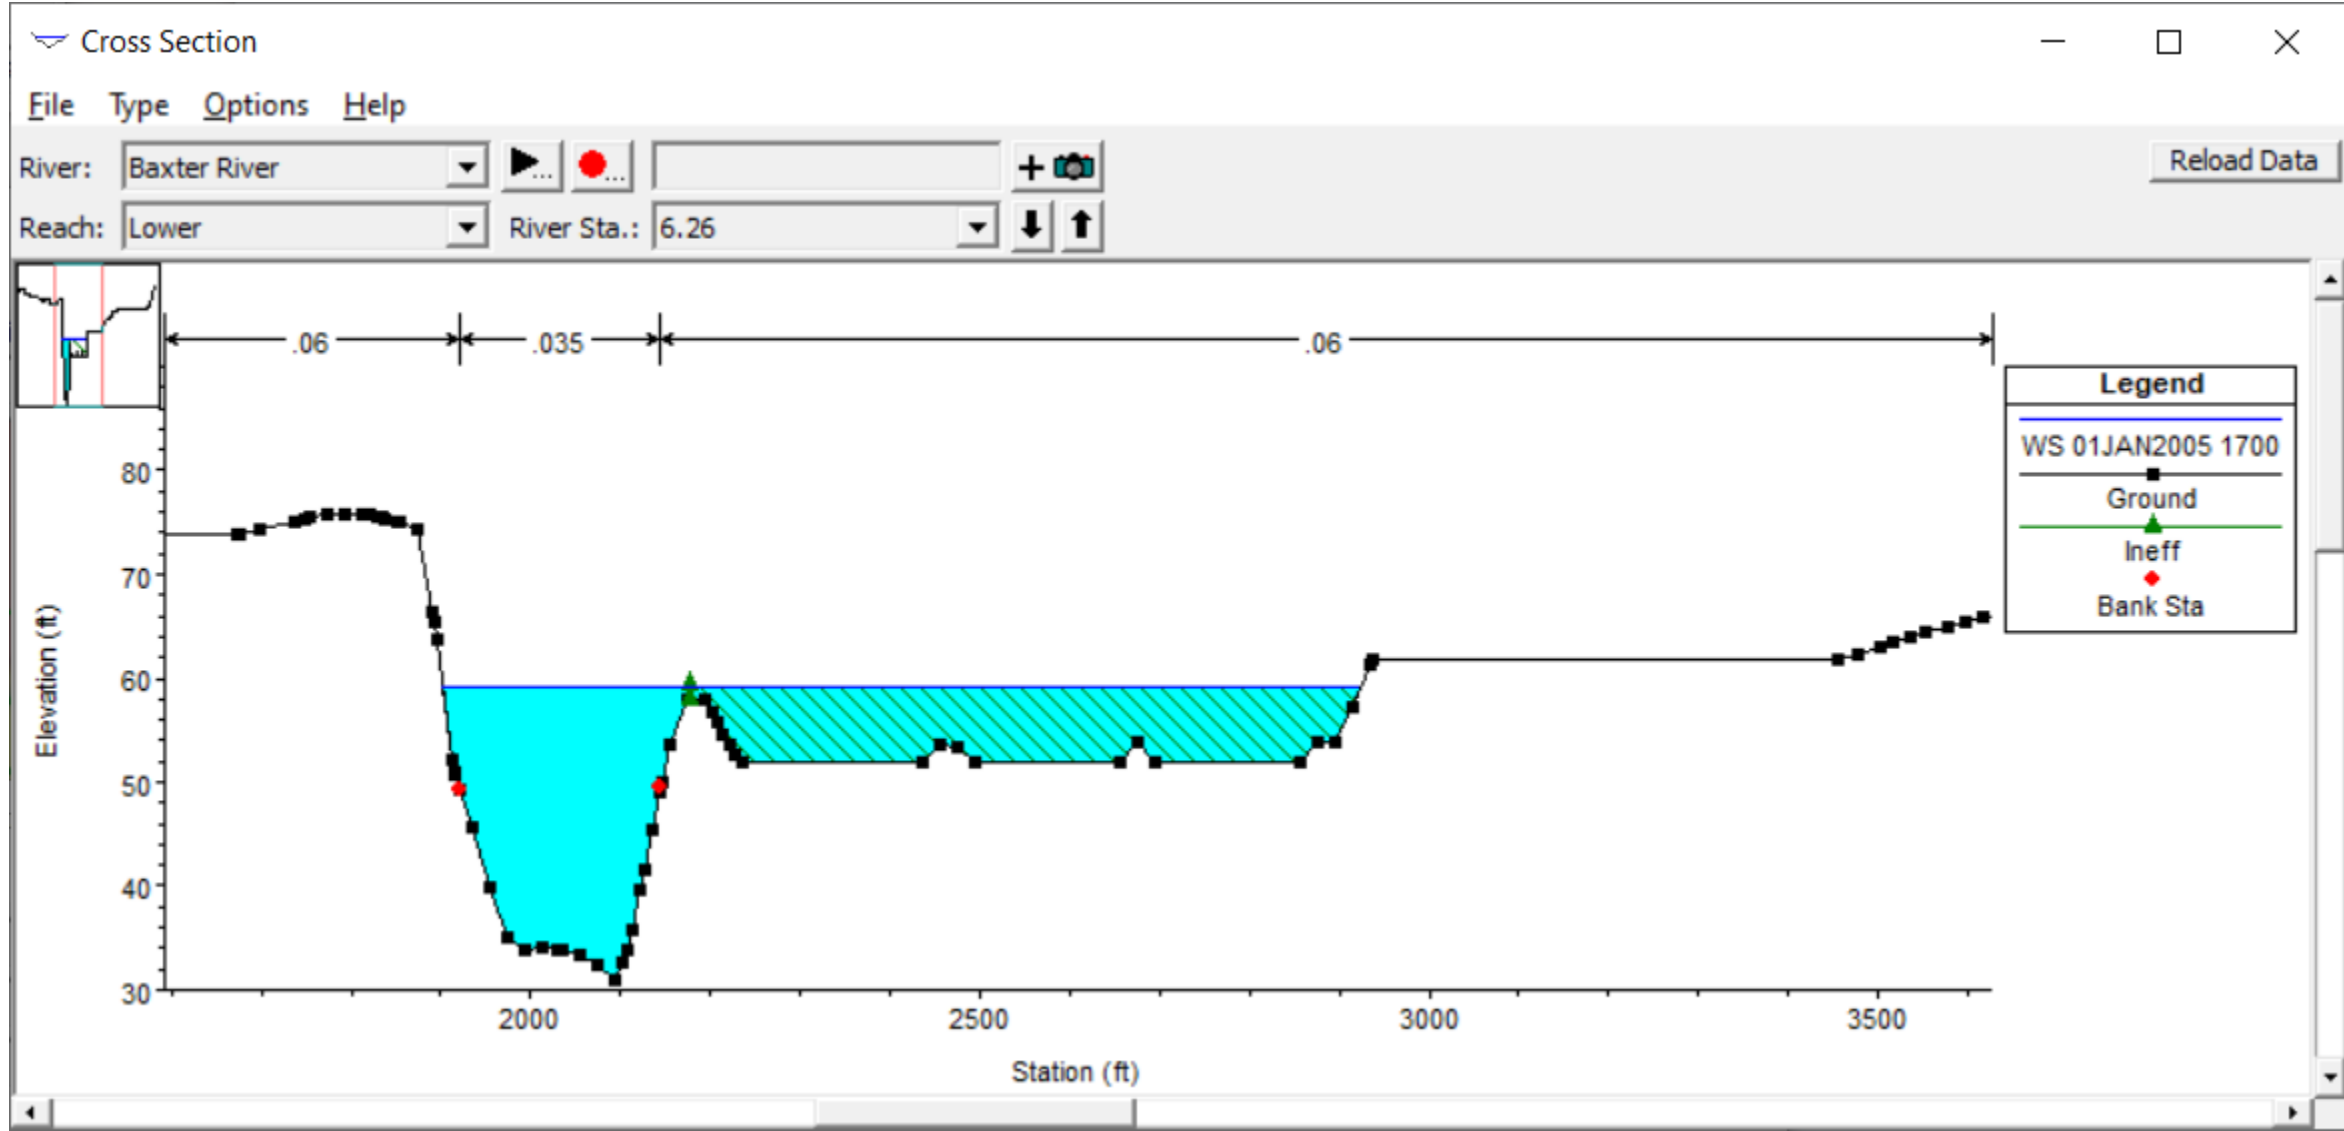 Cross Section
File Type Options Help
River: Baxter River ... ... + Reload Data
Reach: Lower River Sta.: 6.26
.06 .035 .06
Legend
WS 01JAN2005 1700
Ground
Ineff
Bank Sta
80
70
60
50
40
30
Elevation (ft)
2000 2500 3000 3500
Station (ft)